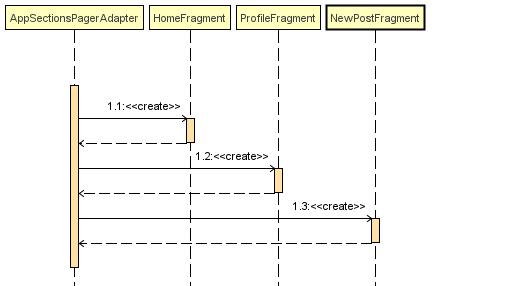 AppSectionsPagerAdapter
HomeFragment
ProfileFragment
NewPostFragment
1.1:<<create>>
1.2:<<create>>
1.3:<<create>>